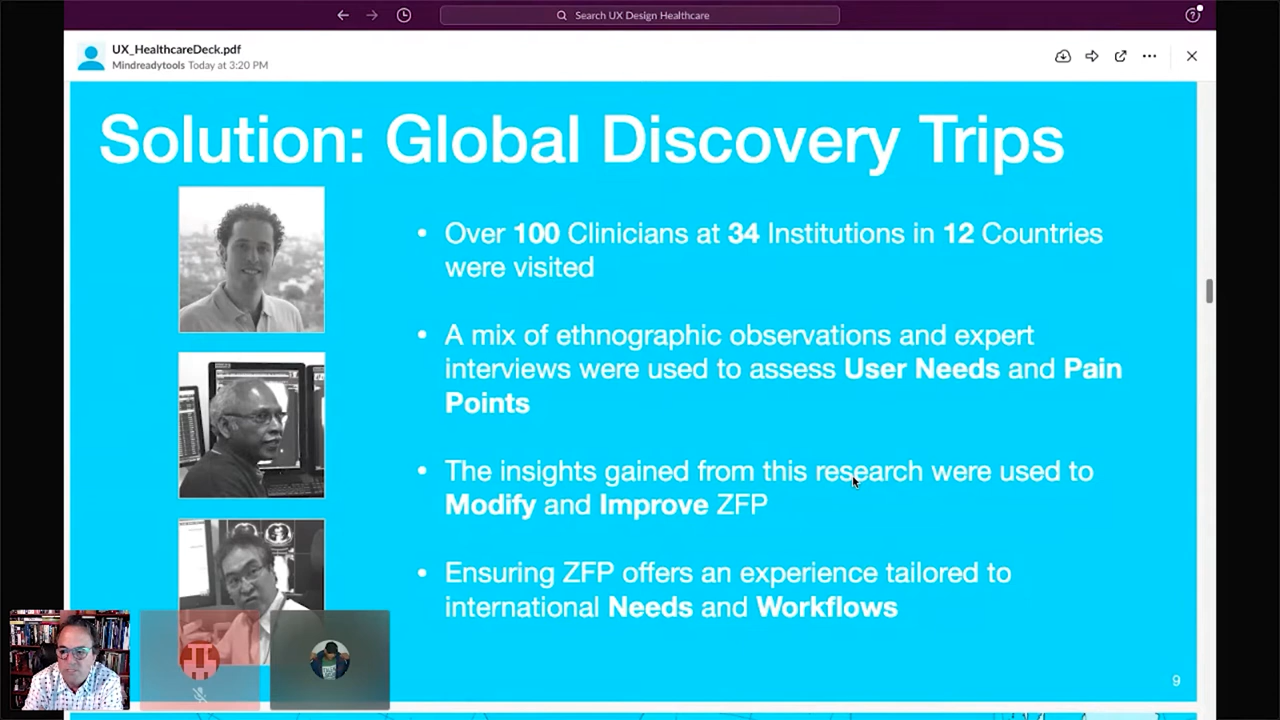 Search UX Design Healthcare
UX_HealthcareDeck.pdf
Mindreadytools Today at 3:20 PM
Solution: Global Discovery Trips
• Over 100 Clinicians at 34 Institutions in 12 Countries
were visited
• A mix of ethnographic observations and expert
interviews were used to assess User Needs and Pain
Points
• The insights gained from this research were used to
Modify and Improve ZFP
• Ensuring ZFP offers an experience tailored to
international Needs and Workflows
9